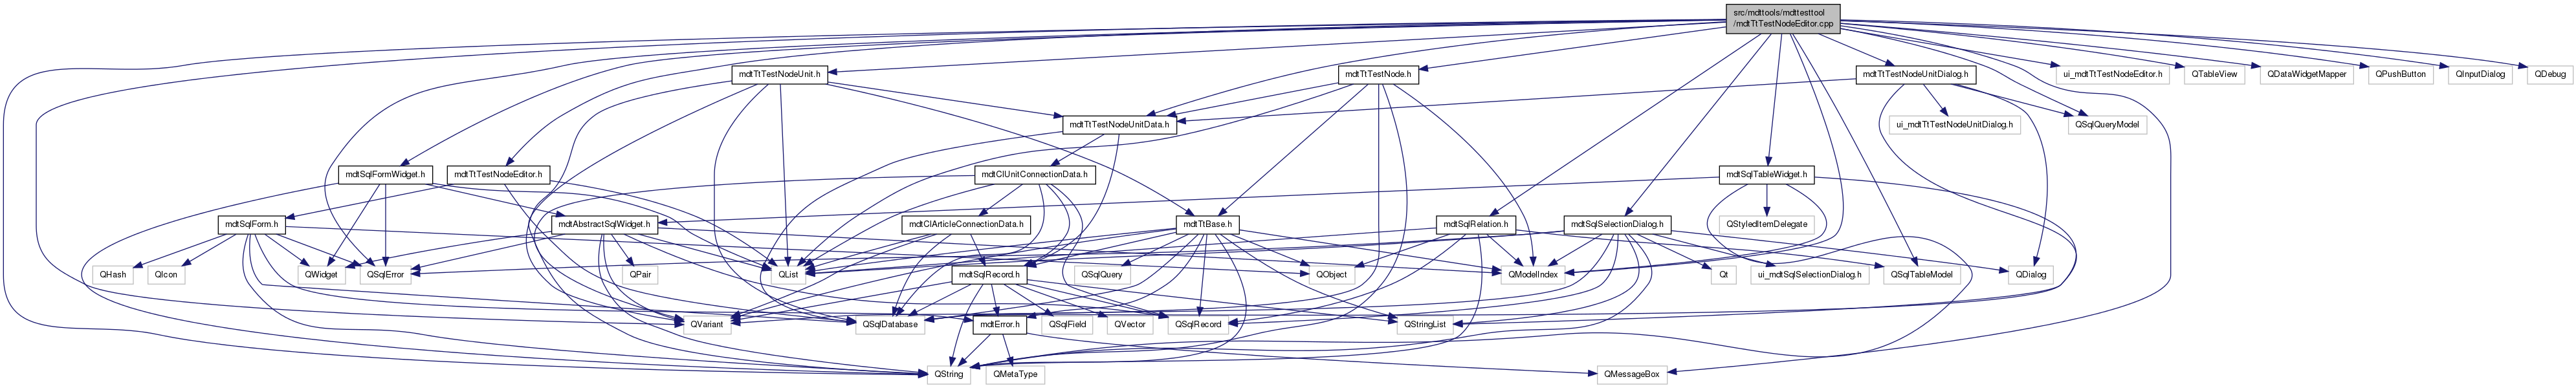 src/mdttools/mdttesttool
/mdtTtTestNodeEditor.cpp
mdtTtTestNodeUnit.h
mdtTtTestNode.h
mdtTtTestNodeUnitDialog.h
ui_mdtTtTestNodeEditor.h
QTableView
QDataWidgetMapper
QPushButton
QInputDialog
QDebug
mdtTtTestNodeUnitData.h
ui_mdtTtTestNodeUnitDialog.h
QSqlQueryModel
mdtSqlFormWidget.h
mdtTtTestNodeEditor.h
mdtClUnitConnectionData.h
mdtSqlTableWidget.h
mdtSqlForm.h
mdtAbstractSqlWidget.h
mdtClArticleConnectionData.h
mdtTtBase.h
mdtSqlRelation.h
mdtSqlSelectionDialog.h
QStyledItemDelegate
QHash
QIcon
QWidget
QSqlError
QPair
QList
mdtSqlRecord.h
QSqlQuery
QObject
QModelIndex
Qt
ui_mdtSqlSelectionDialog.h
QSqlTableModel
QDialog
QVariant
QSqlDatabase
mdtError.h
QSqlField
QVector
QSqlRecord
QStringList
QString
QMetaType
QMessageBox